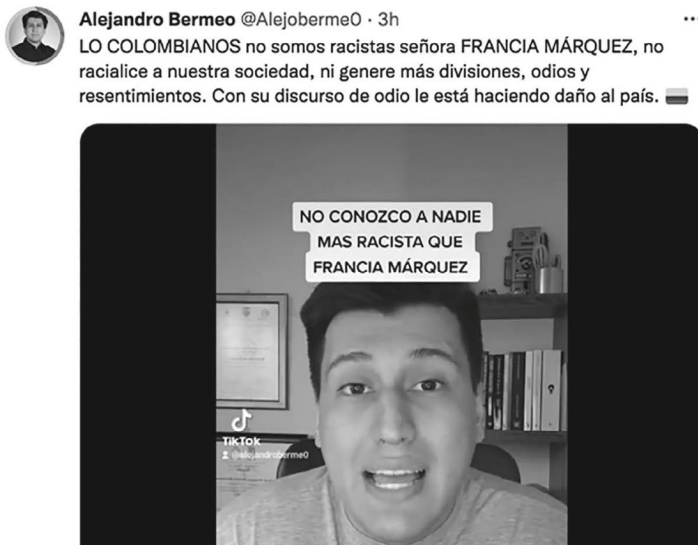 Alejandro Bermeo @Alejoberme0 · 3h
LO COLOMBIANOS no somos racistas señora FRANCIA MÁRQUEZ, no
racialice a nuestra sociedad, ni genere más divisiones, odios y
resentimientos. Con su discurso de odio le está haciendo daño al país.
NO CONOZCO A NADIE
MAS RACISTA QUE
FRANCIA MÁRQUEZ
TikTok
@alejandroberme0